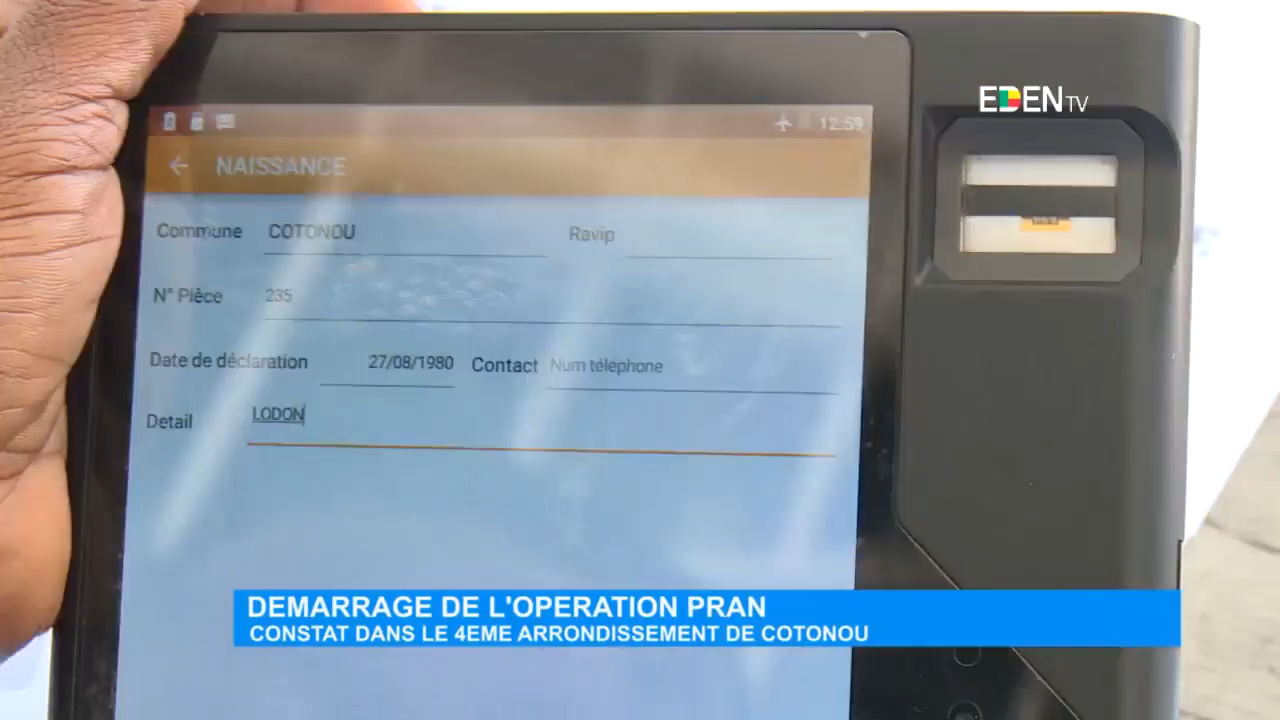 EDEN TV
12:59
NAISSANCE
Commune COTONOU Ravip
N° Pièce 235
Date de déclaration 27/08/1980 Contact Num téléphone
Detail LODON
DEMARRAGE DE L'OPERATION PRAN
CONSTAT DANS LE 4EME ARRONDISSEMENT DE COTONOU